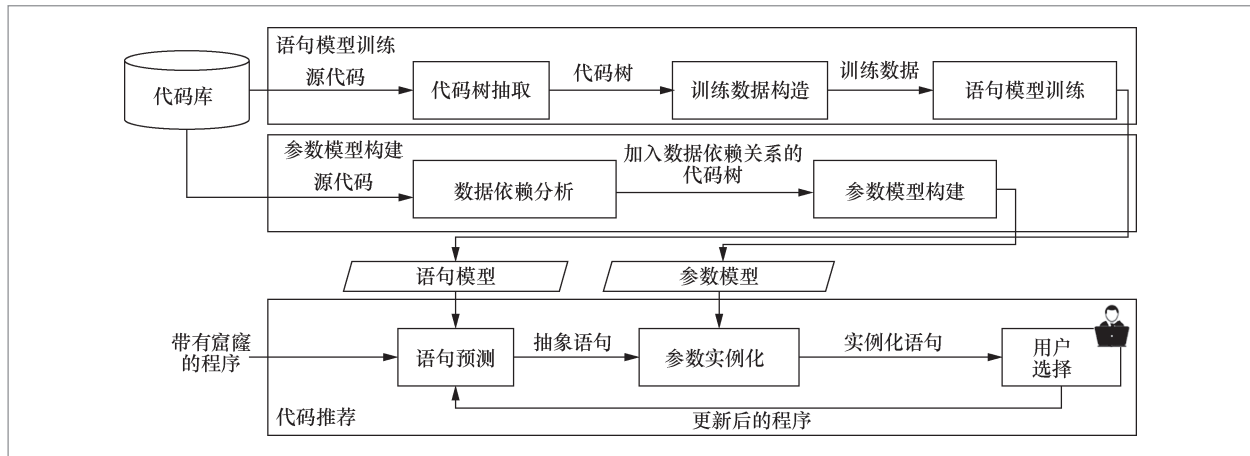 语句模型训练
源代码
代码树
训练数据
代码库
代码树抽取
训练数据构造
语句模型训练
参数模型构建
源代码
加入数据依赖关系的
代码树
数据依赖分析
参数模型构建
语句模型
参数模型
带有窟窿
的程序
抽象语句
实例化语句
语句预测
参数实例化
用户
选择
更新后的程序
代码推荐